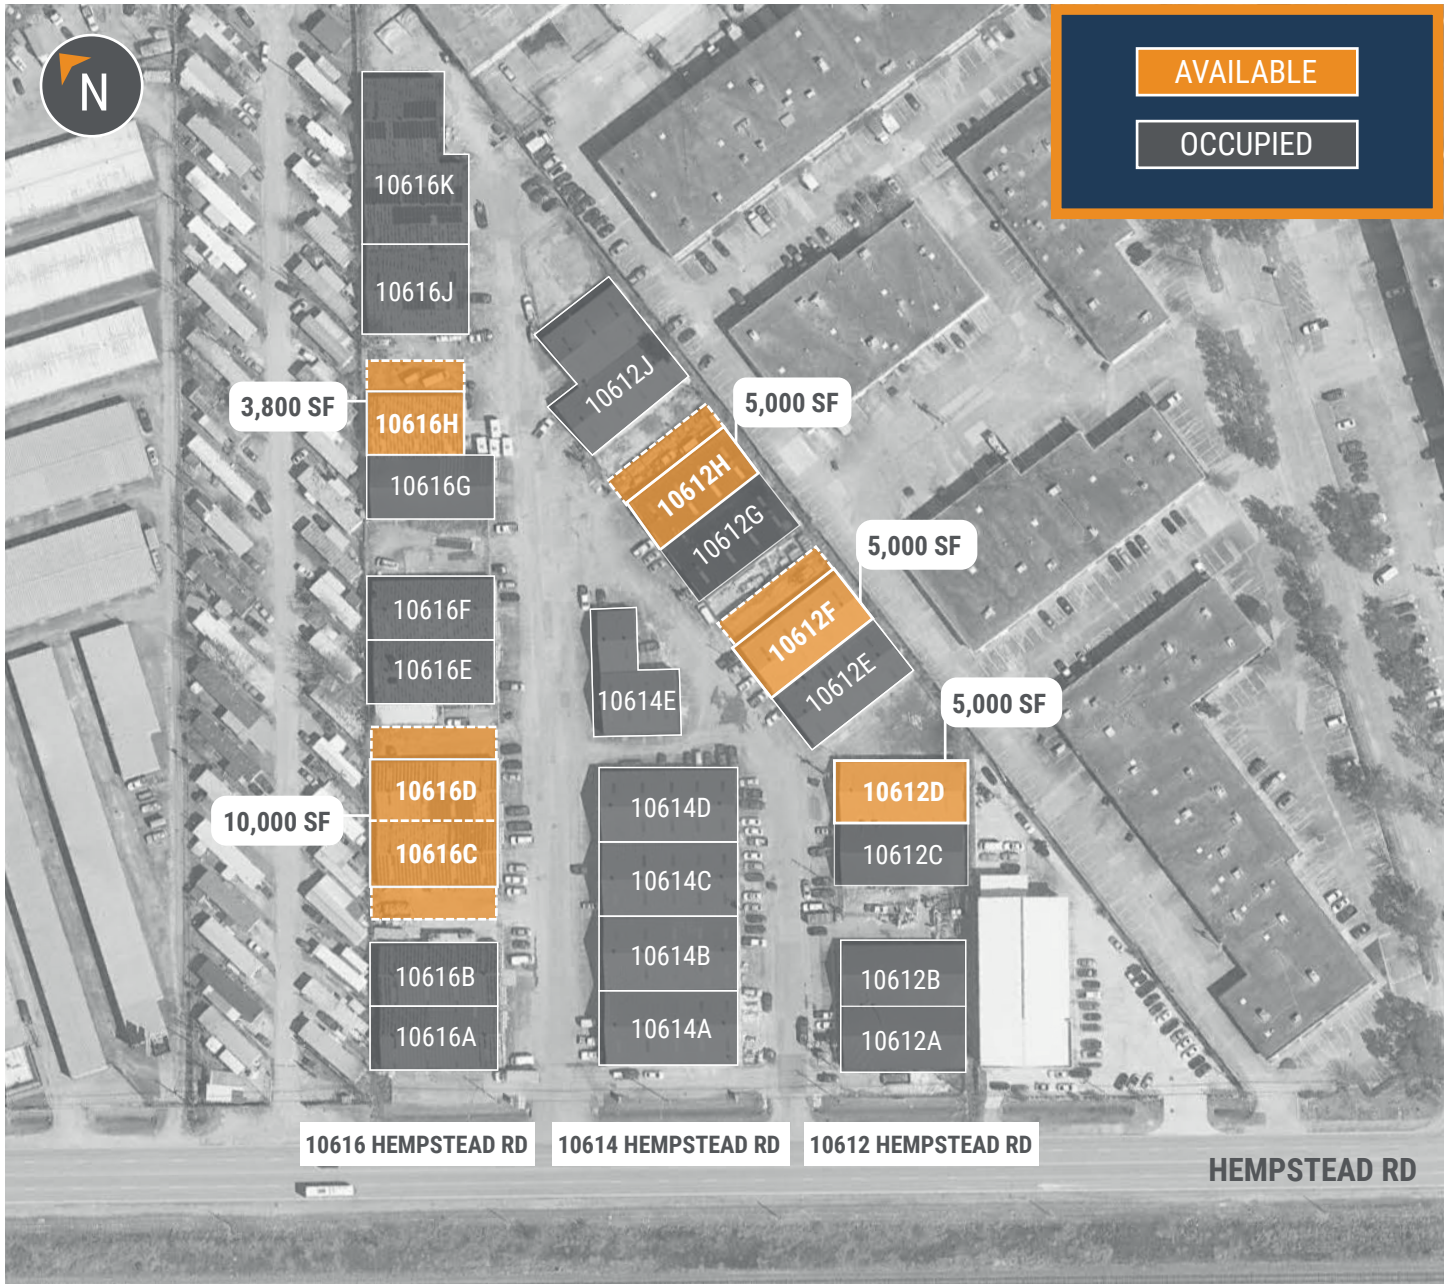 N
AVAILABLE
OCCUPIED
10616K
10616J
10612J
3,800 SF
10616H
5,000 SF
10616G
10612H
10612G
5,000 SF
10616F
10612F
10616E
10612E
10614E
5,000 SF
10616D
10614D
10612D
10,000 SF
10616C
10614C
10612C
10616B
10614B
10612B
10616A
10614A
10612A
10616 HEMPSTEAD RD
10614 HEMPSTEAD RD
10612 HEMPSTEAD RD
HEMPSTEAD RD